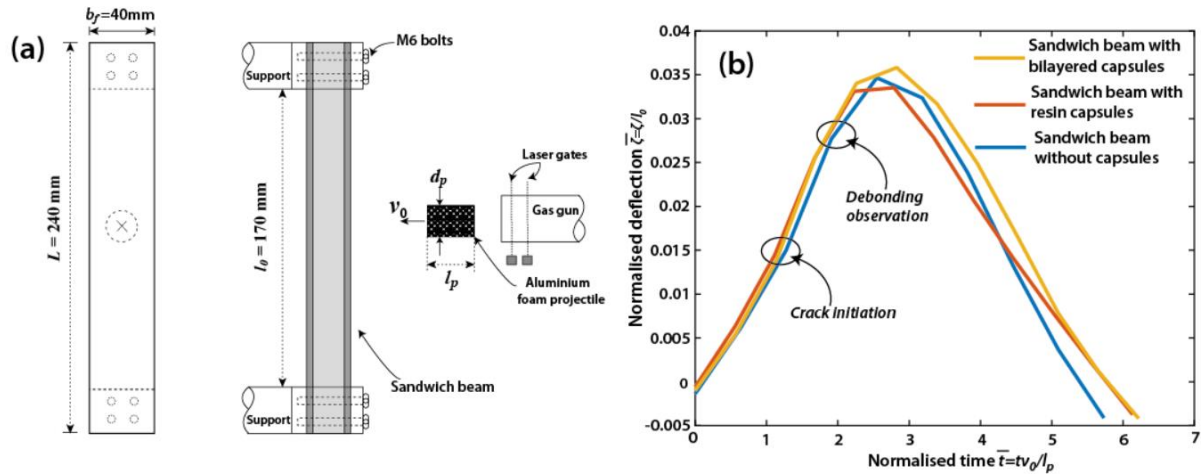 (a)
b_f=40mm
L = 240 mm
Support
M6 bolts
l_0 = 170 mm
d_p
v_0
l_p
Laser gates
Gas gun
Aluminium
foam projectile
Sandwich beam
Support
(b)
Normalised deflection ζ̅=ζ/l_0
0.04
0.035
0.03
0.025
0.02
0.015
0.01
0.005
0
-0.005
Sandwich beam with
bilayered capsules
Sandwich beam with
resin capsules
Sandwich beam
without capsules
Debonding
observation
Crack initiation
0 1 2 3 4 5 6 7
Normalised time t̅=tv_0/l_p